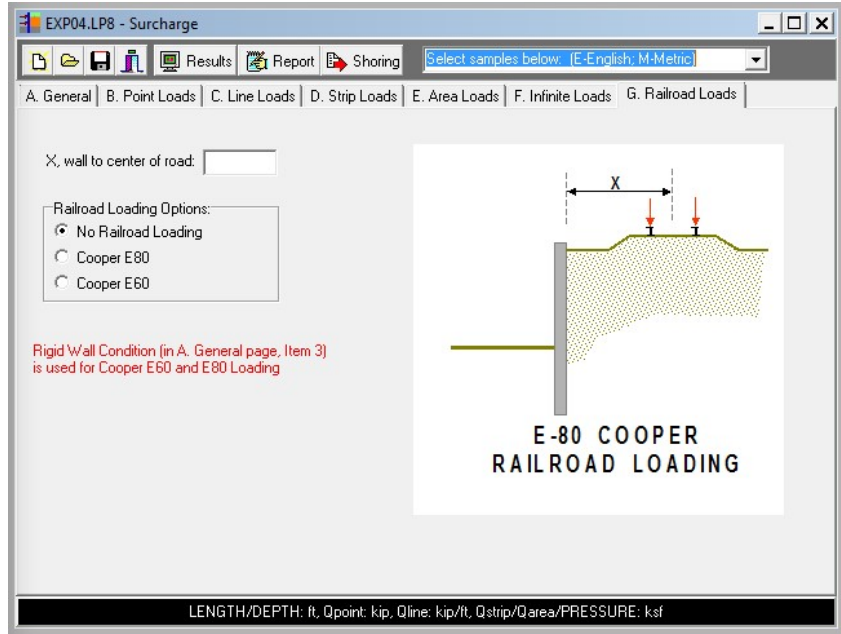 EXP04.LP8 - Surcharge
Results Report Shoring Select samples below: (E-English; M-Metric)
A. General B. Point Loads C. Line Loads D. Strip Loads E. Area Loads F. Infinite Loads G. Railroad Loads
X, wall to center of road:
X
Railroad Loading Options:
No Railroad Loading
Cooper E80
Cooper E60
Rigid Wall Condition (in A. General page, Item 3)
is used for Cooper E60 and E80 Loading
E-80 COOPER
RAILROAD LOADING
LENGTH/DEPTH: ft, Qpoint: kip, Qline: kip/ft, Qstrip/Qarea/PRESSURE: ksf